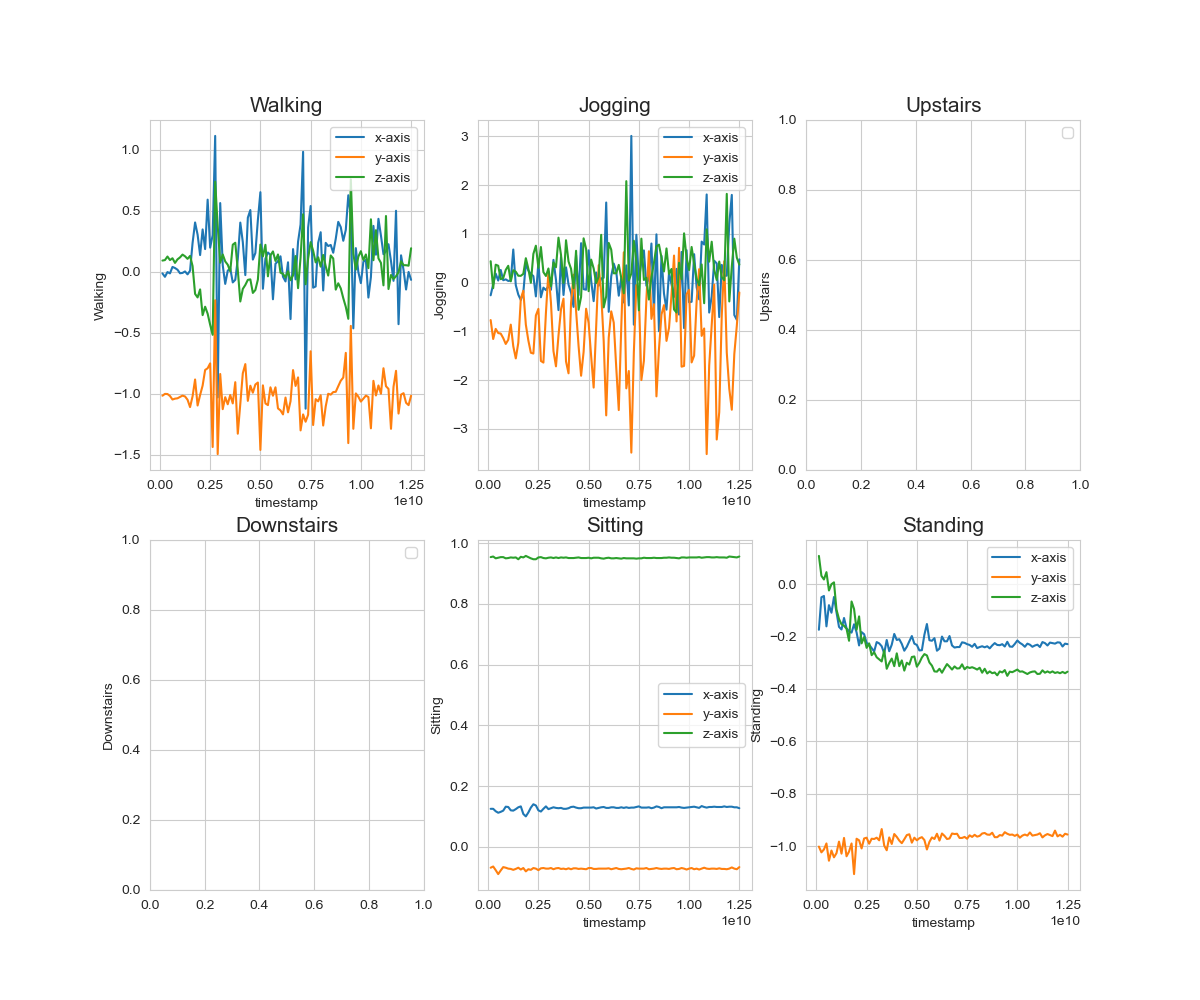 Walking
Jogging
Upstairs
1.0
0.5
0.0
−0.5
−1.0
−1.5
Walking
x-axis
y-axis
z-axis
0.00
0.25
0.50
0.75
1.00
1.25
timestamp
1e10
3
2
1
0
−1
−2
−3
Jogging
x-axis
y-axis
z-axis
0.00
0.25
0.50
0.75
1.00
1.25
timestamp
1e10
1.0
0.8
0.6
0.4
0.2
0.0
Upstairs
0.0
0.2
0.4
0.6
0.8
1.0
Downstairs
Sitting
Standing
1.0
0.8
0.6
0.4
0.2
0.0
Downstairs
0.0
0.2
0.4
0.6
0.8
1.0
1.0
0.8
0.6
0.4
0.2
0.0
Sitting
x-axis
y-axis
z-axis
0.00
0.25
0.50
0.75
1.00
1.25
timestamp
1e10
0.0
−0.2
−0.4
−0.6
−0.8
−1.0
Standing
x-axis
y-axis
z-axis
0.00
0.25
0.50
0.75
1.00
1.25
timestamp
1e10